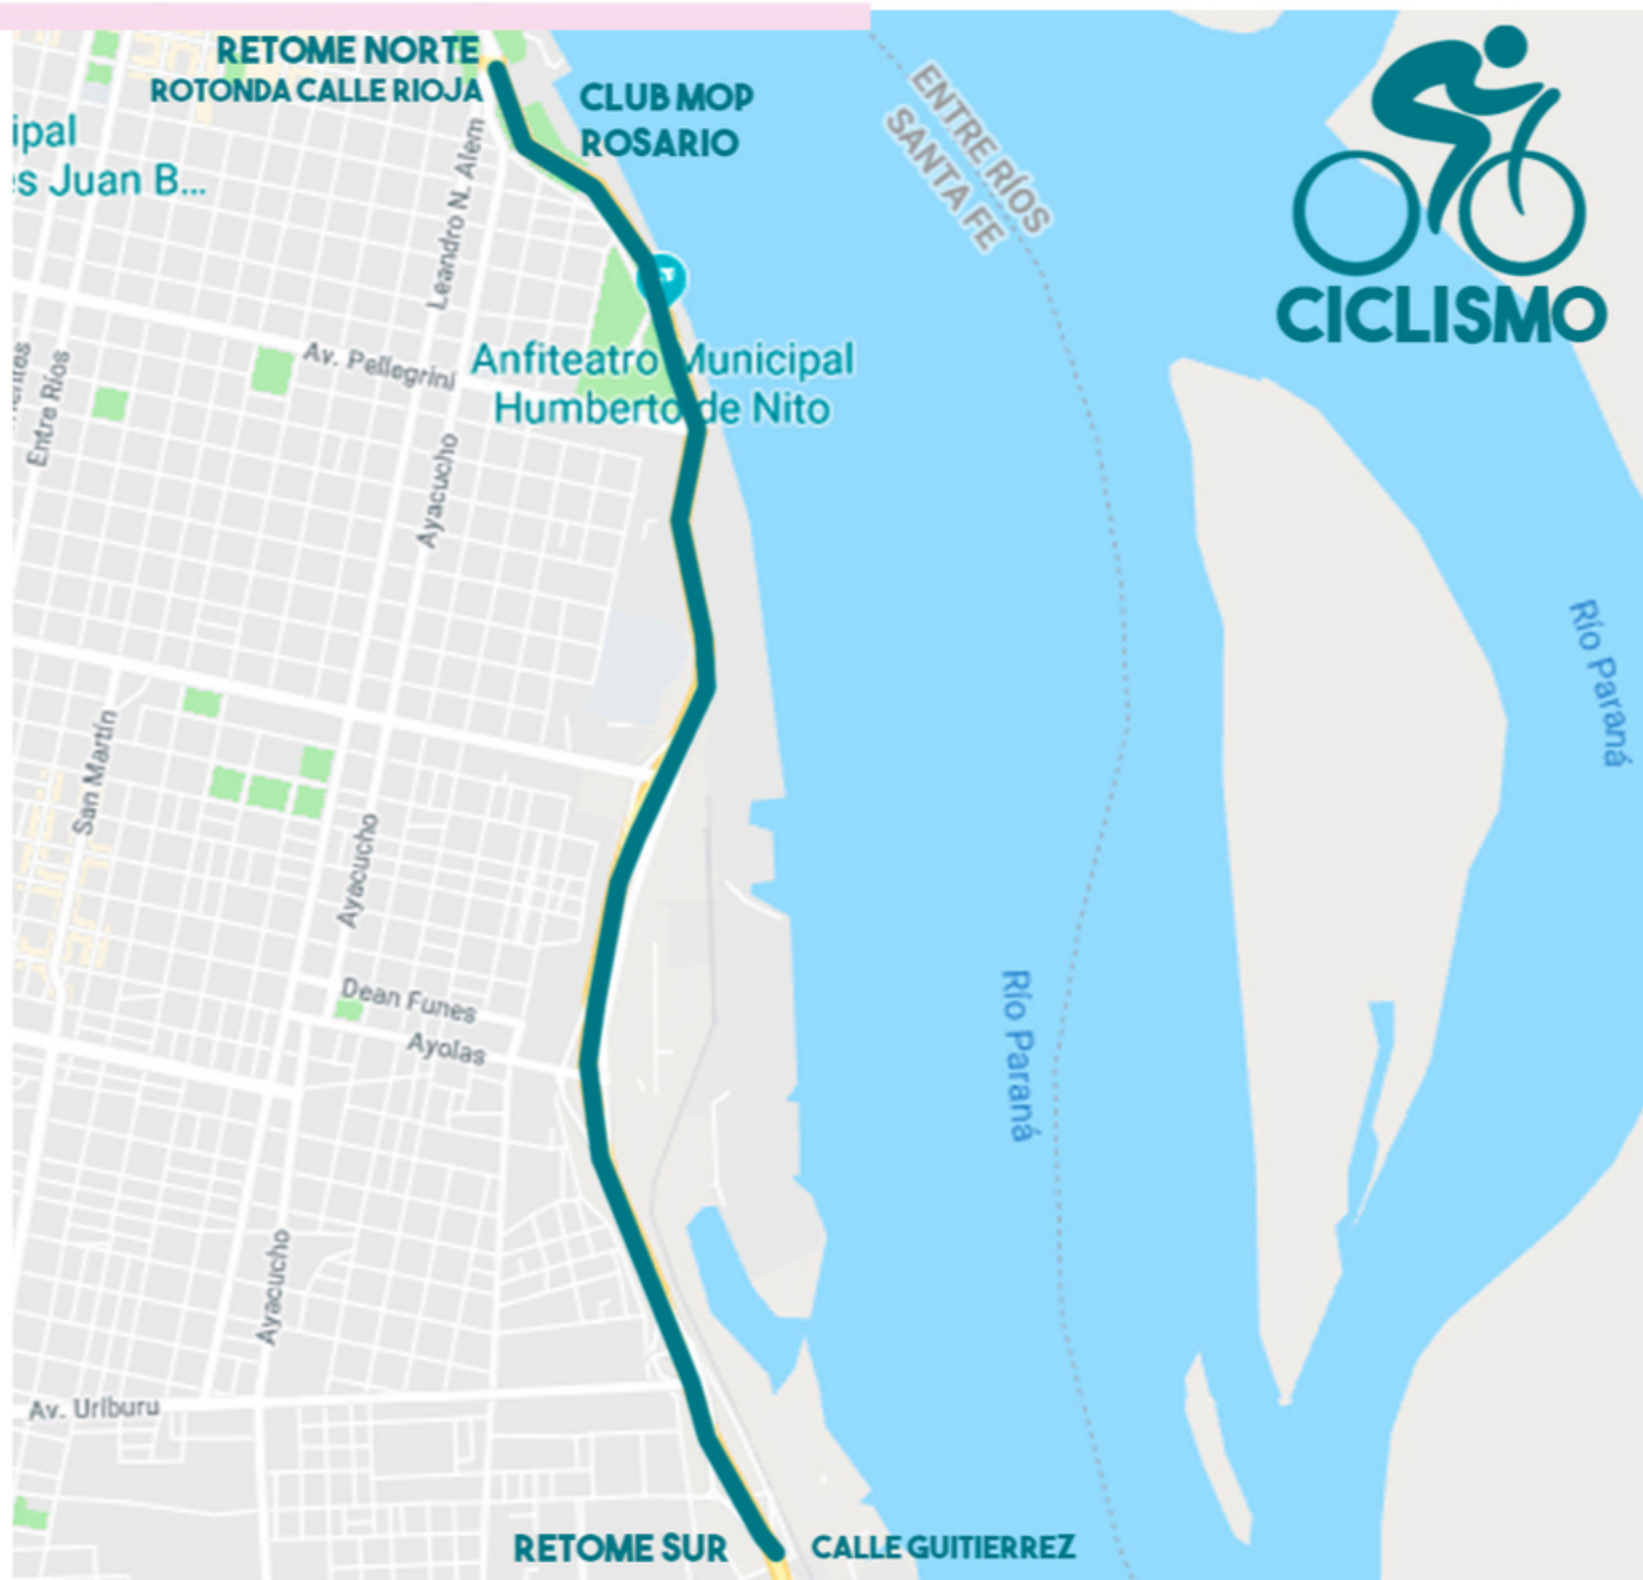 RETOME NORTE
ROTONDA CALLE RIOJA
CLUB MOP
ROSARIO
ipal
es Juan B...
Leandro N. Alem
ENTRE RÍOS
SANTA FE
CICLISMO
Entre Ríos
Av. Pellegrini
Anfiteatro Municipal
Humberto de Nito
Ayacucho
Río Paraná
San Martín
Ayacucho
Dean Funes
Ayolas
Río Paraná
Ayacucho
Av. Uriburu
RETOME SUR
CALLE GUITIERREZ